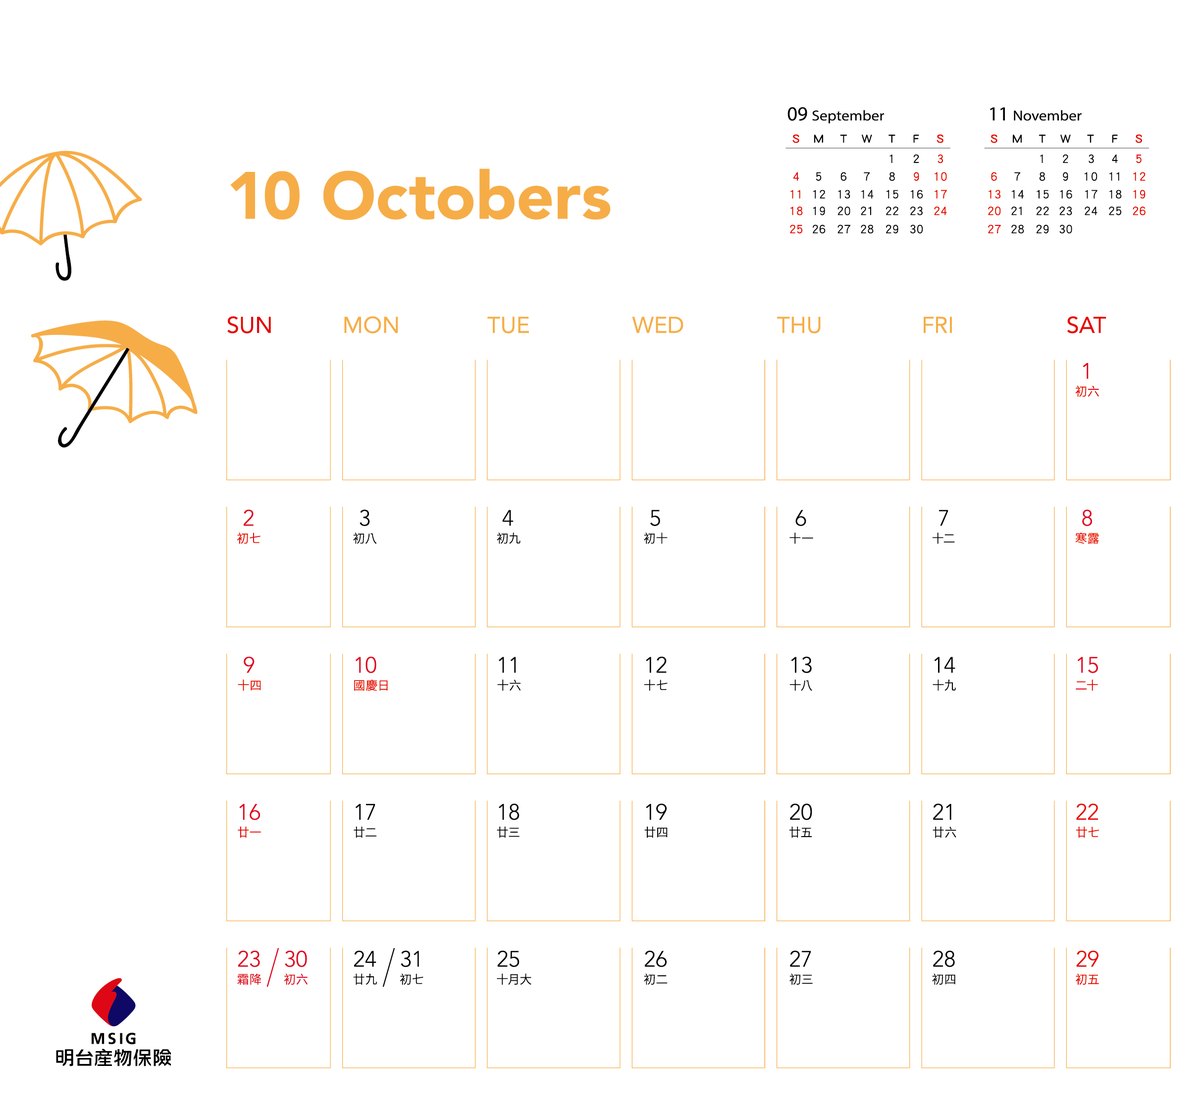 09 September
S M T W T F S
1 2 3
4 5 6 7 8 9 10
11 12 13 14 15 16 17
18 19 20 21 22 23 24
25 26 27 28 29 30
11 November
S M T W T F S
1 2 3 4 5
6 7 8 9 10 11 12
13 14 15 16 17 18 19
20 21 22 23 24 25 26
27 28 29 30
10 Octobers
SUN MON TUE WED THU FRI SAT
1
初六
2 3 4 5 6 7 8
初七 初八 初九 初十 十一 十二 寒露
9 10 11 12 13 14 15
十四 國慶日 十六 十七 十八 十九 二十
16 17 18 19 20 21 22
廿一 廿二 廿三 廿四 廿五 廿六 廿七
23 / 30 24 / 31 25 26 27 28 29
霜降 初六 廿九 初七 十月大 初二 初三 初四 初五
MSIG
明台產物保險